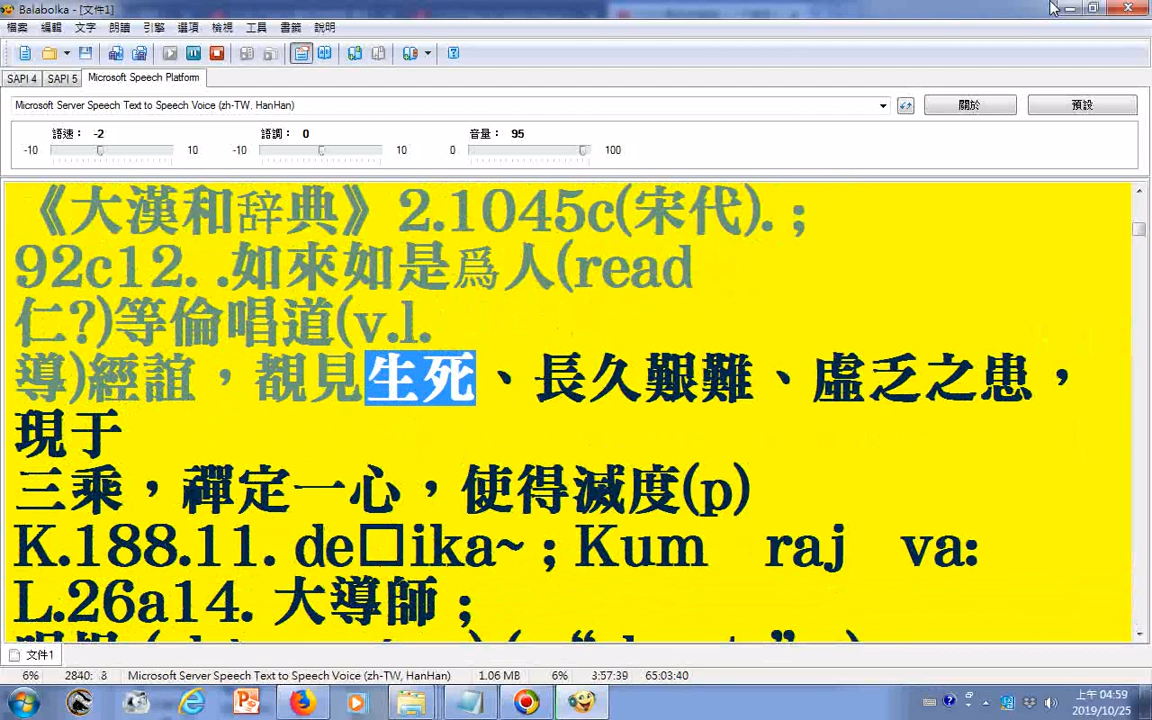 Balabolka - [文件1]
檔案 編輯 文字 朗讀 引擎 選項 檢視 工具 書籤 說明
SAPI 4 SAPI 5 Microsoft Speech Platform
Microsoft Server Speech Text to Speech Voice (zh-TW, HanHan) 關於 預設
語速： -2 語調： 0 音量： 95
-10 10 -10 10 0 100
《大漢和辞典》2.1045c(宋代). ;
92c12. .如來如是爲人(read
仁?)等倫唱道(v.l.
導)經誼，覩見生死、長久艱難、虛乏之患，
現于
三乘，禪定一心，使得滅度(p)
K.188.11. de□ika~ ; Kum raj va:
L.26a14. 大導師；
文件1
6% 2840: 8 Microsoft Server Speech Text to Speech Voice (zh-TW, HanHan) 1.06 MB 6% 3:57:39 65:03:40
上午 04:59
2019/10/25